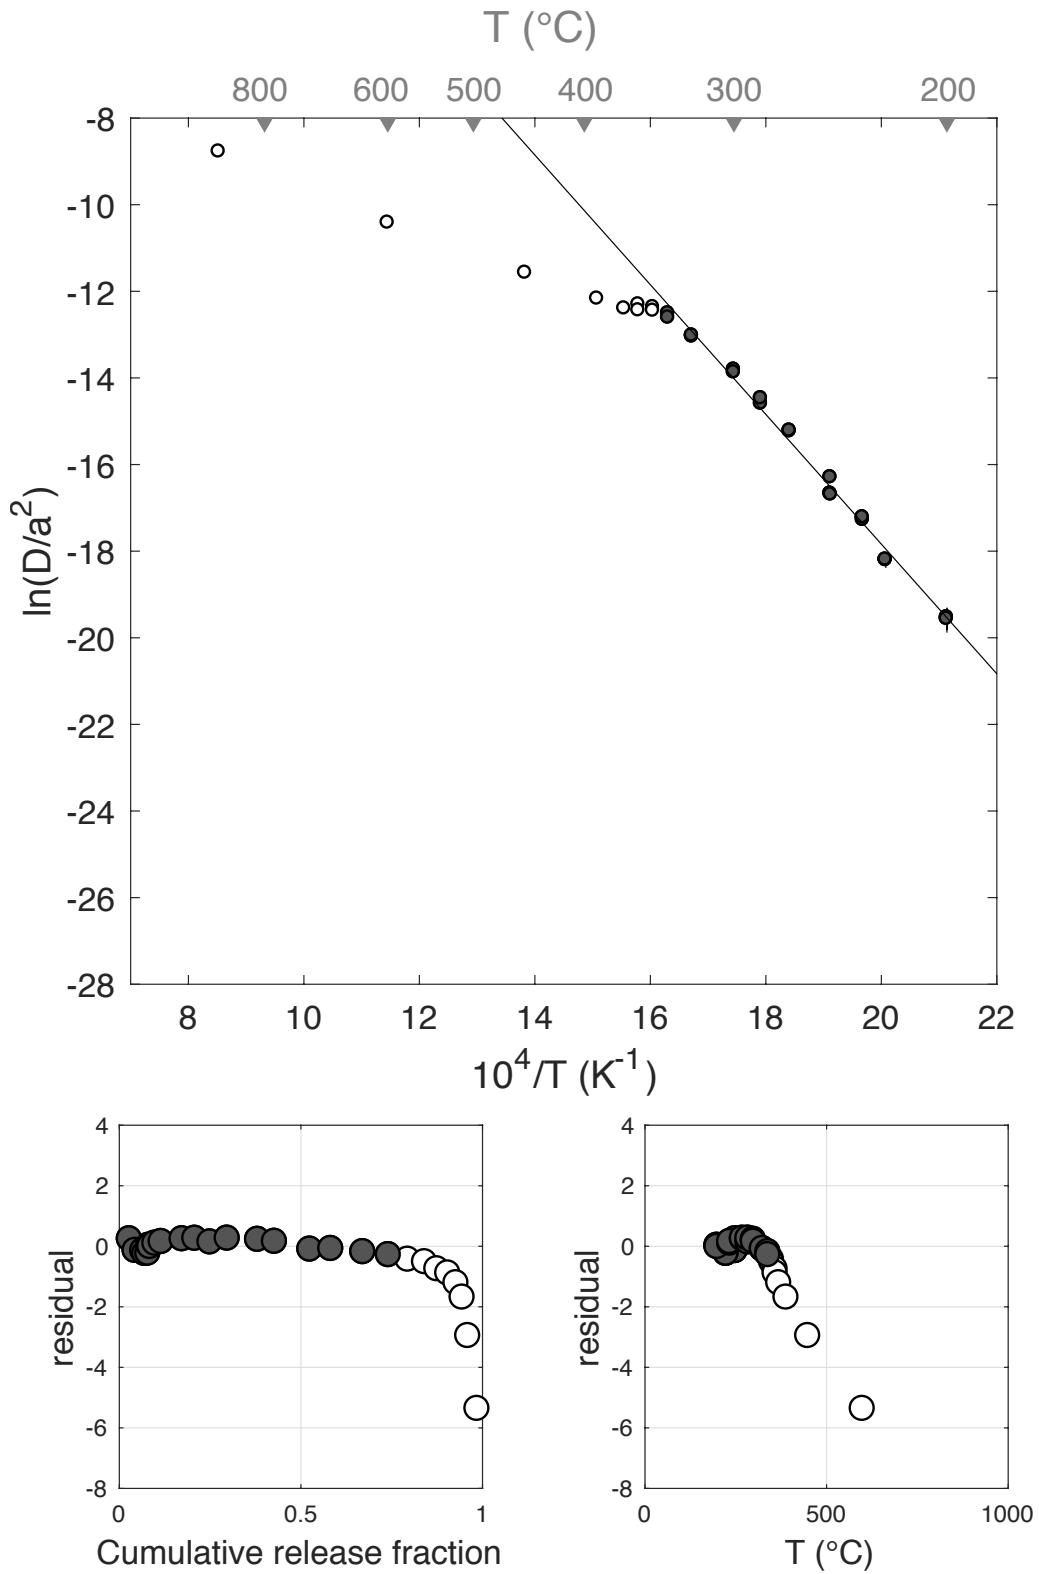 T (°C)
800 600 500 400 300 200
-8
-10
-12
-14
-16
-18
-20
-22
-24
-26
-28
ln(D/a²)
8 10 12 14 16 18 20 22
10⁴/T (K⁻¹)
4
2
0
-2
-4
-6
-8
residual
0 0.5 1
Cumulative release fraction
4
2
0
-2
-4
-6
-8
residual
0 500 1000
T (°C)